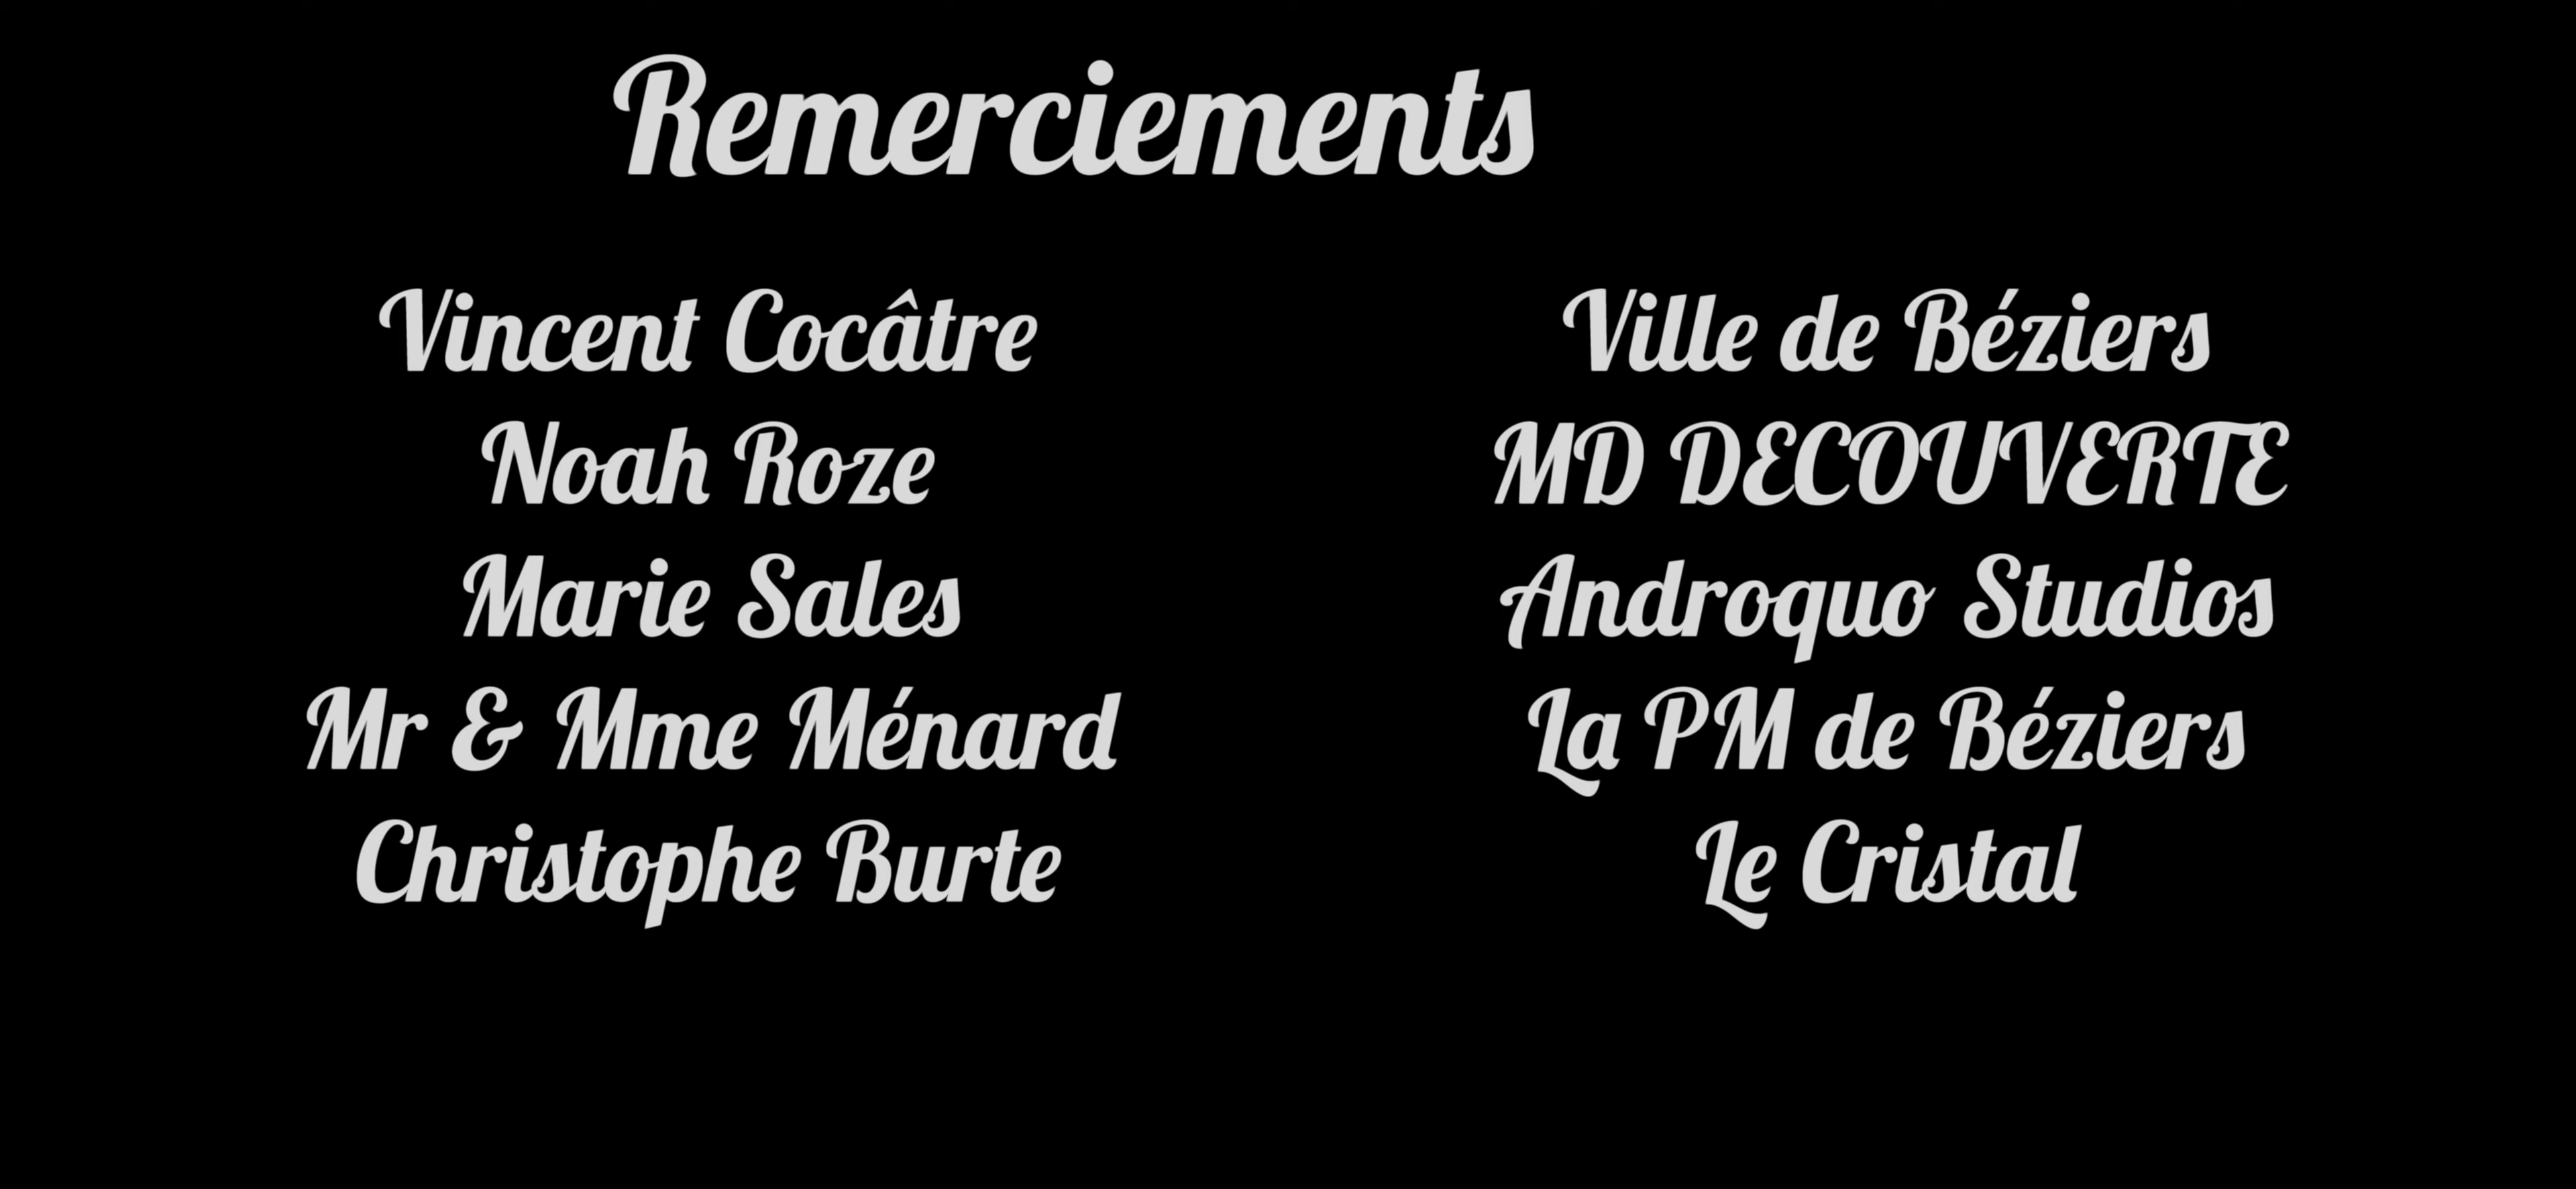 Remerciements
Vincent Cocâtre
Noah Roze
Marie Sales
Mr & Mme Ménard
Christophe Burte
Ville de Béziers
MD DECOUVERTE
Androquo Studios
La PM de Béziers
Le Cristal